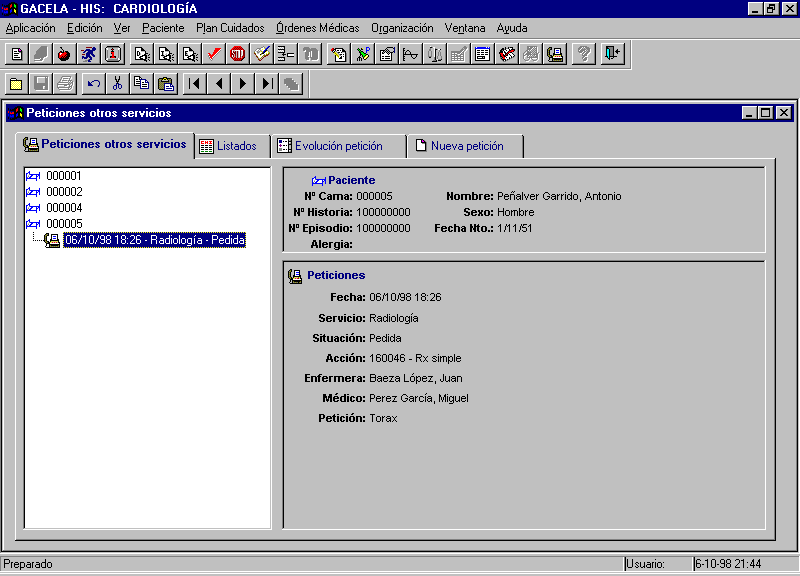 GACELA - HIS: CARDIOLOGÍA
Aplicación Edición Ver Paciente Plan Cuidados Órdenes Médicas Organización Ventana Ayuda
STOP
Peticiones otros servicios
Peticiones otros servicios Listados Evolución petición Nueva petición
000001
000002
000004
000005
06/10/98 18:26 - Radiología - Pedida
Paciente
Nº Cama: 000005 Nombre: Peñalver Garrido, Antonio
Nº Historia: 100000000 Sexo: Hombre
Nº Episodio: 100000000 Fecha Nto.: 1/11/51
Alergia:
Peticiones
Fecha: 06/10/98 18:26
Servicio: Radiología
Situación: Pedida
Acción: 160046 - Rx simple
Enfermera: Baeza López, Juan
Médico: Perez García, Miguel
Petición: Torax
Preparado Usuario: 6-10-98 21:44